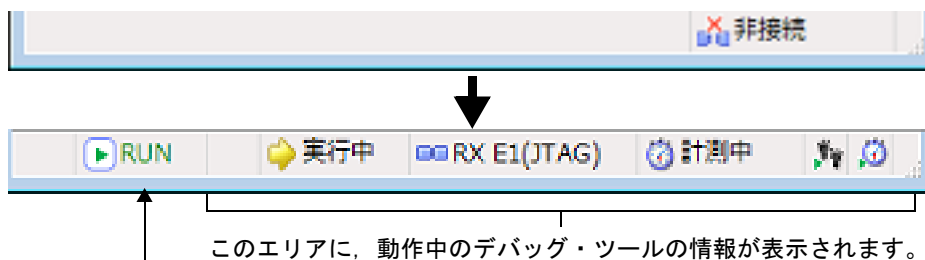 非接続
RUN 実行中 RX E1(JTAG) 計測中
このエリアに，動作中のデバッグ・ツールの情報が表示されます。